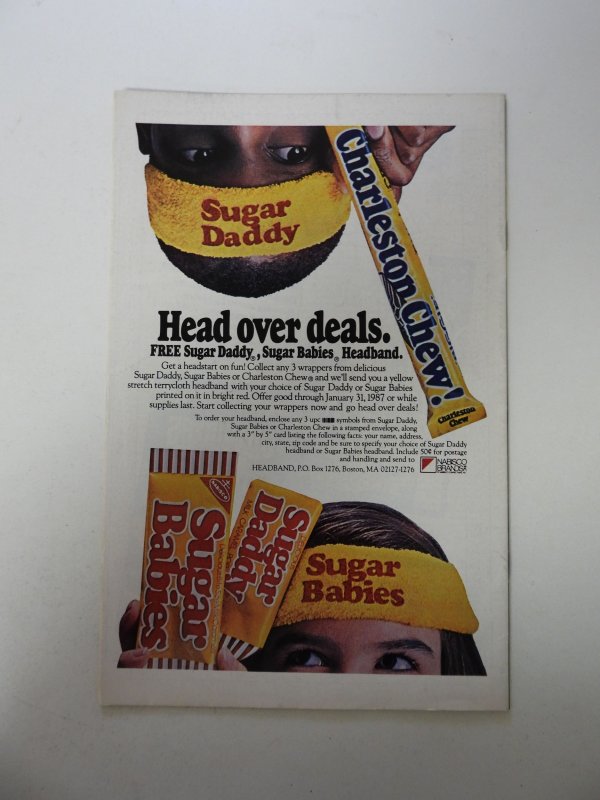 Sugar
Daddy
Charleston Chew!
Charleston
Chew
Head over deals.
FREE Sugar Daddy®, Sugar Babies® Headband.
Get a headstart on fun! Collect any 3 wrappers from delicious
Sugar Daddy, Sugar Babies or Charleston Chew® and we'll send you a yellow
stretch terrycloth headband with your choice of Sugar Daddy or Sugar Babies
printed on it in bright red. Offer good through January 31, 1987 or while
supplies last. Start collecting your wrappers now and go head over deals!
To order your headband, enclose any 3 upc symbols from Sugar Daddy,
Sugar Babies or Charleston Chew in a stamped envelope, along
with a 3" by 5" card listing the following facts: your name, address,
city, state, zip code and be sure to specify your choice of Sugar Daddy
headband or Sugar Babies headband. Include 50¢ for postage
and handling and send to
HEADBAND, P.O. Box 1276, Boston, MA 02127-1276
NABISCO
BRANDS
NABISCO
Sugar
Babies
Sugar
Daddy
MILK CARAMEL
Sugar
Babies